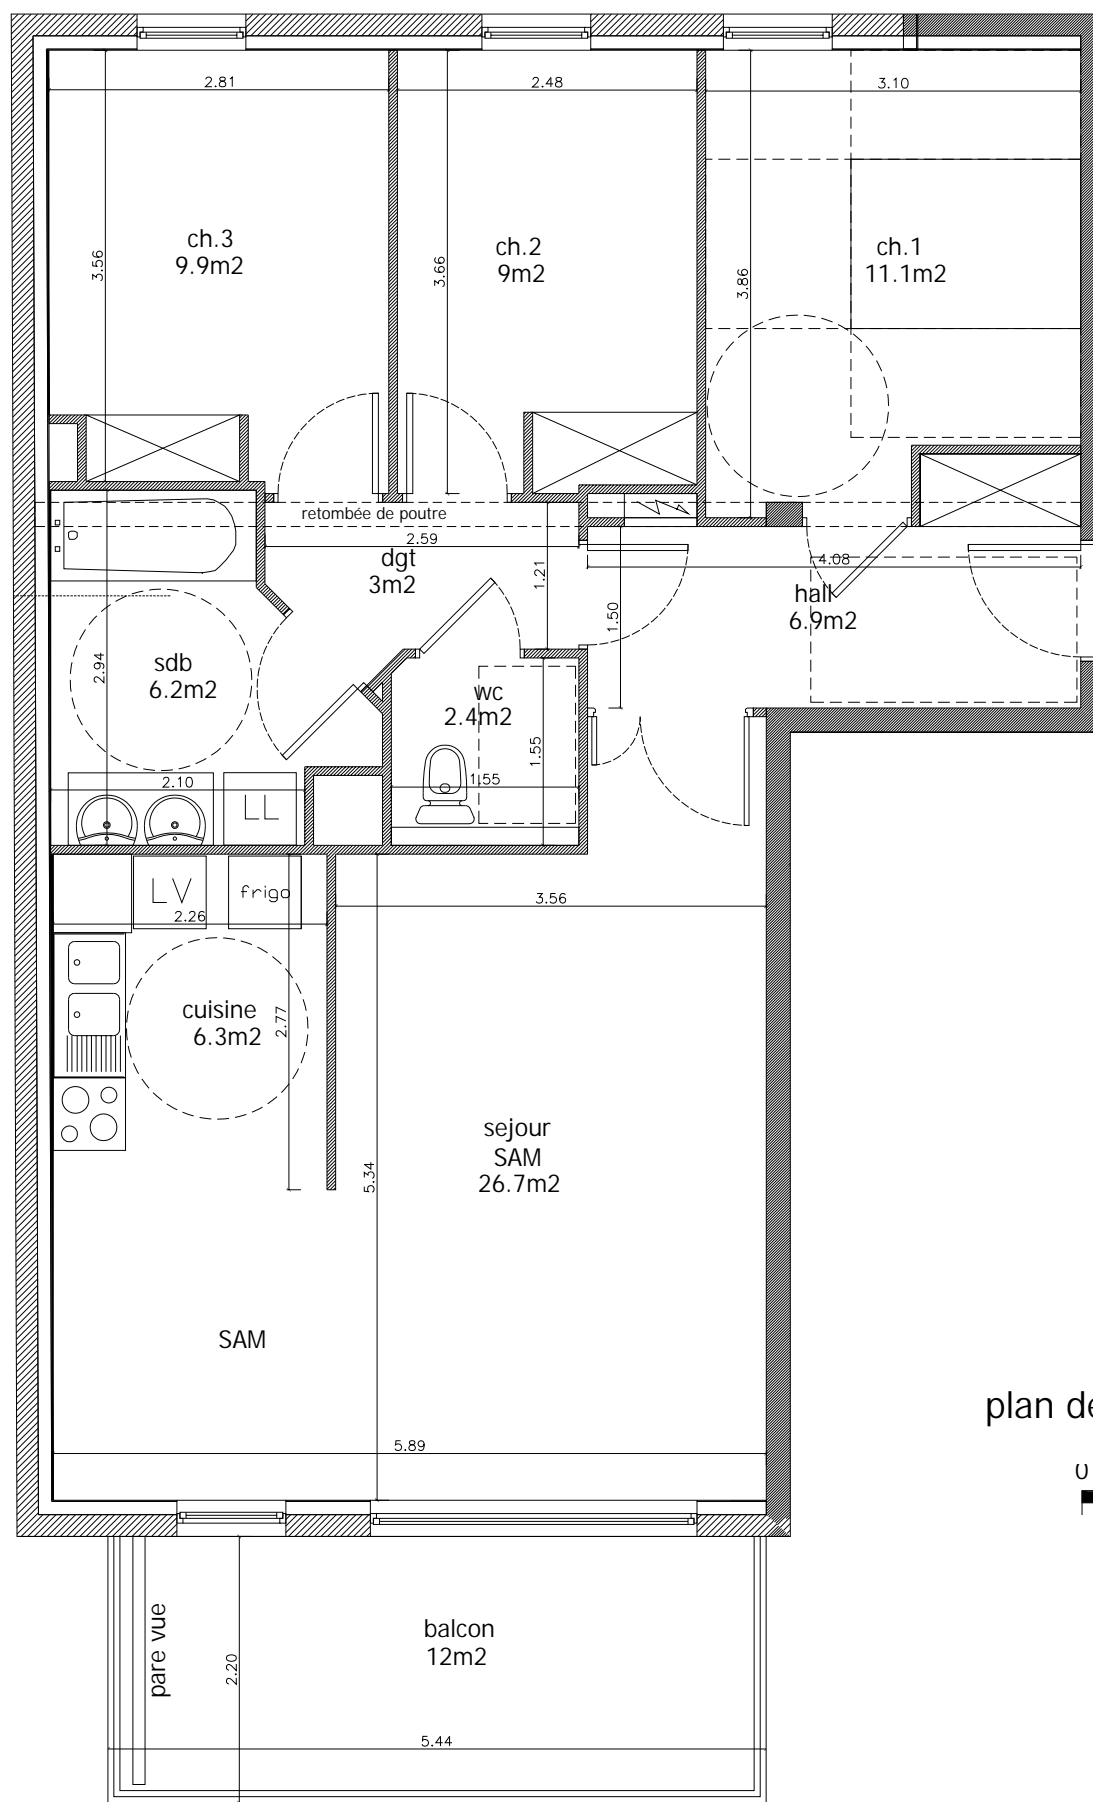 2.81
2.48
3.10
ch.3
9.9m2
ch.2
9m2
ch.1
11.1m2
3.56
3.66
3.86
retombée de poutre
2.59
dgt
3m2
1.21
4.08
hall
6.9m2
1.50
sdb
6.2m2
2.94
wc
2.4m2
1.55
1.55
2.10
LL
LV
frigo
2.26
3.56
cuisine
6.3m2
2.77
sejour
SAM
26.7m2
5.34
SAM
plan de
0
5.89
pare vue
balcon
12m2
2.20
5.44